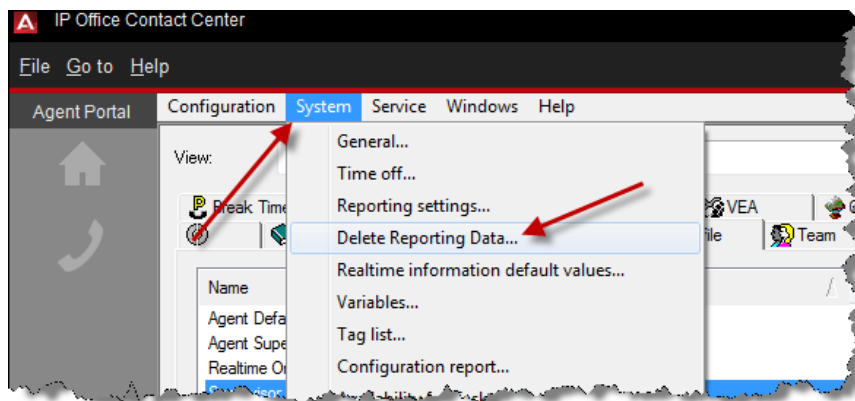 IP Office Contact Center
File Go to Help
Agent Portal
Configuration System Service Windows Help
View:
General...
Time off...
Reporting settings...
Delete Reporting Data...
Realtime information default values...
Variables...
Tag list...
Configuration report...
Break Time
VEA
Team
Name
Agent Defa
Agent Supe
Realtime O